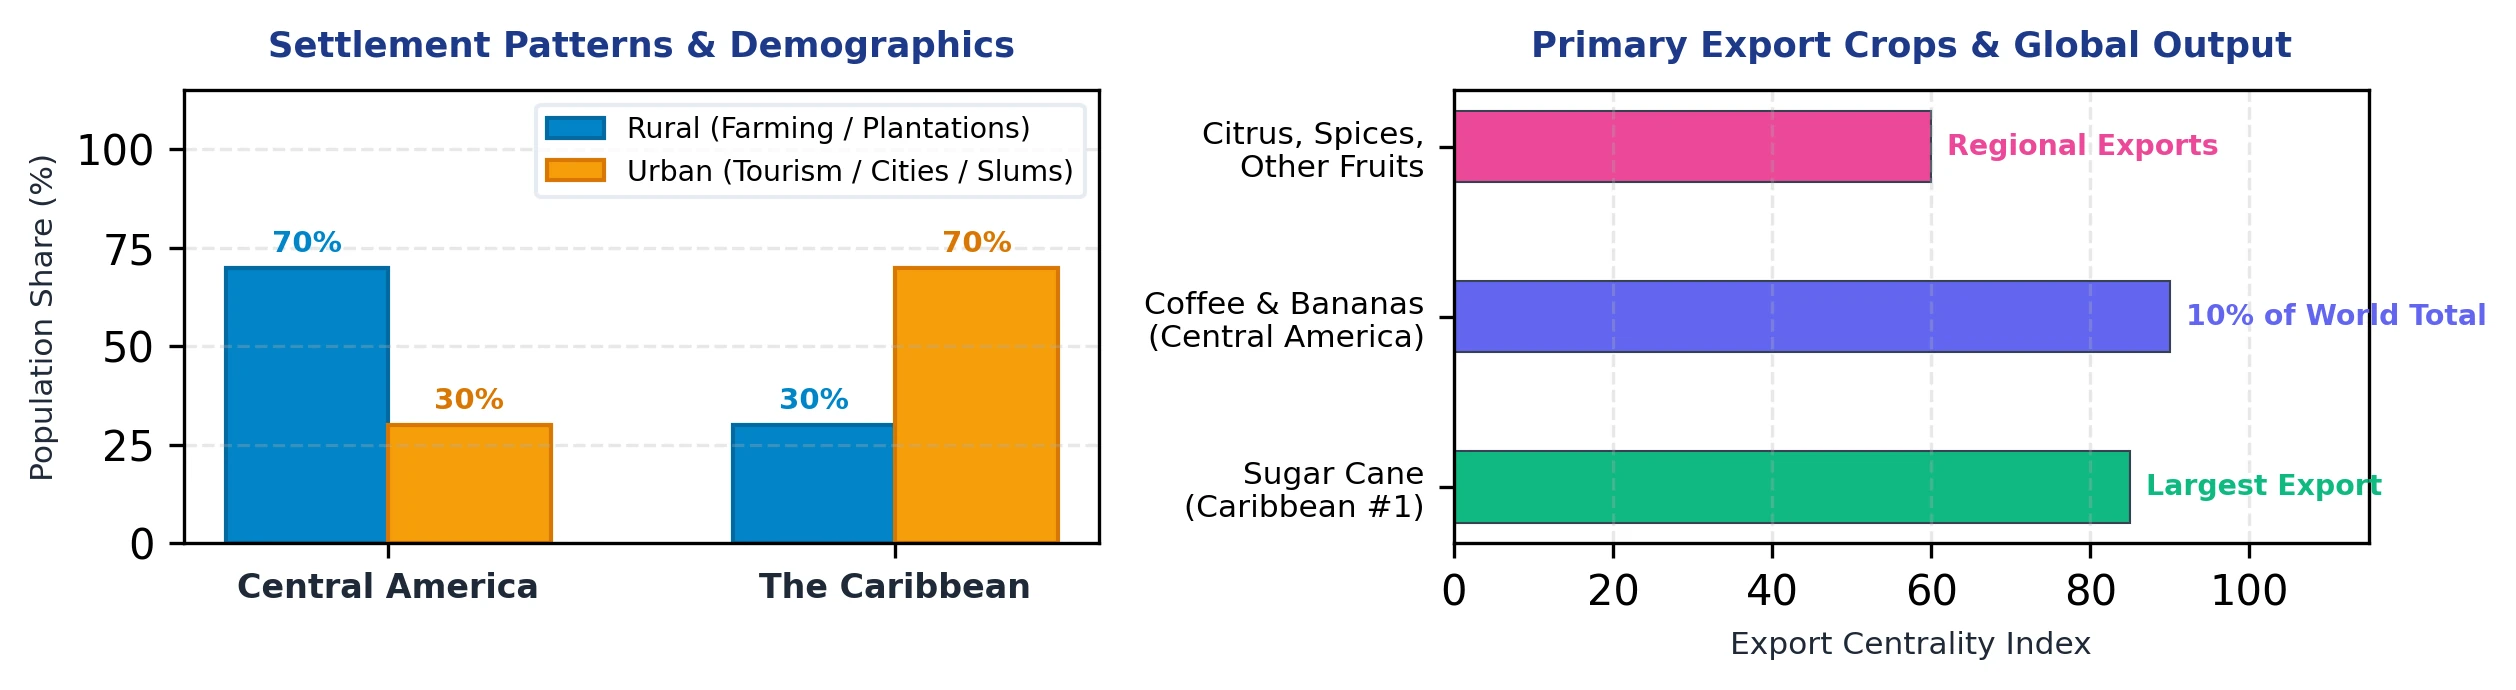 Settlement Patterns & Demographics
Population Share (%)
100
75
50
25
0
Rural (Farming / Plantations)
Urban (Tourism / Cities / Slums)
70%
30%
30%
70%
Central America
The Caribbean
Primary Export Crops & Global Output
Citrus, Spices,
Other Fruits
Regional Exports
Coffee & Bananas
(Central America)
10% of World Total
Sugar Cane
(Caribbean #1)
Largest Export
0
20
40
60
80
100
Export Centrality Index